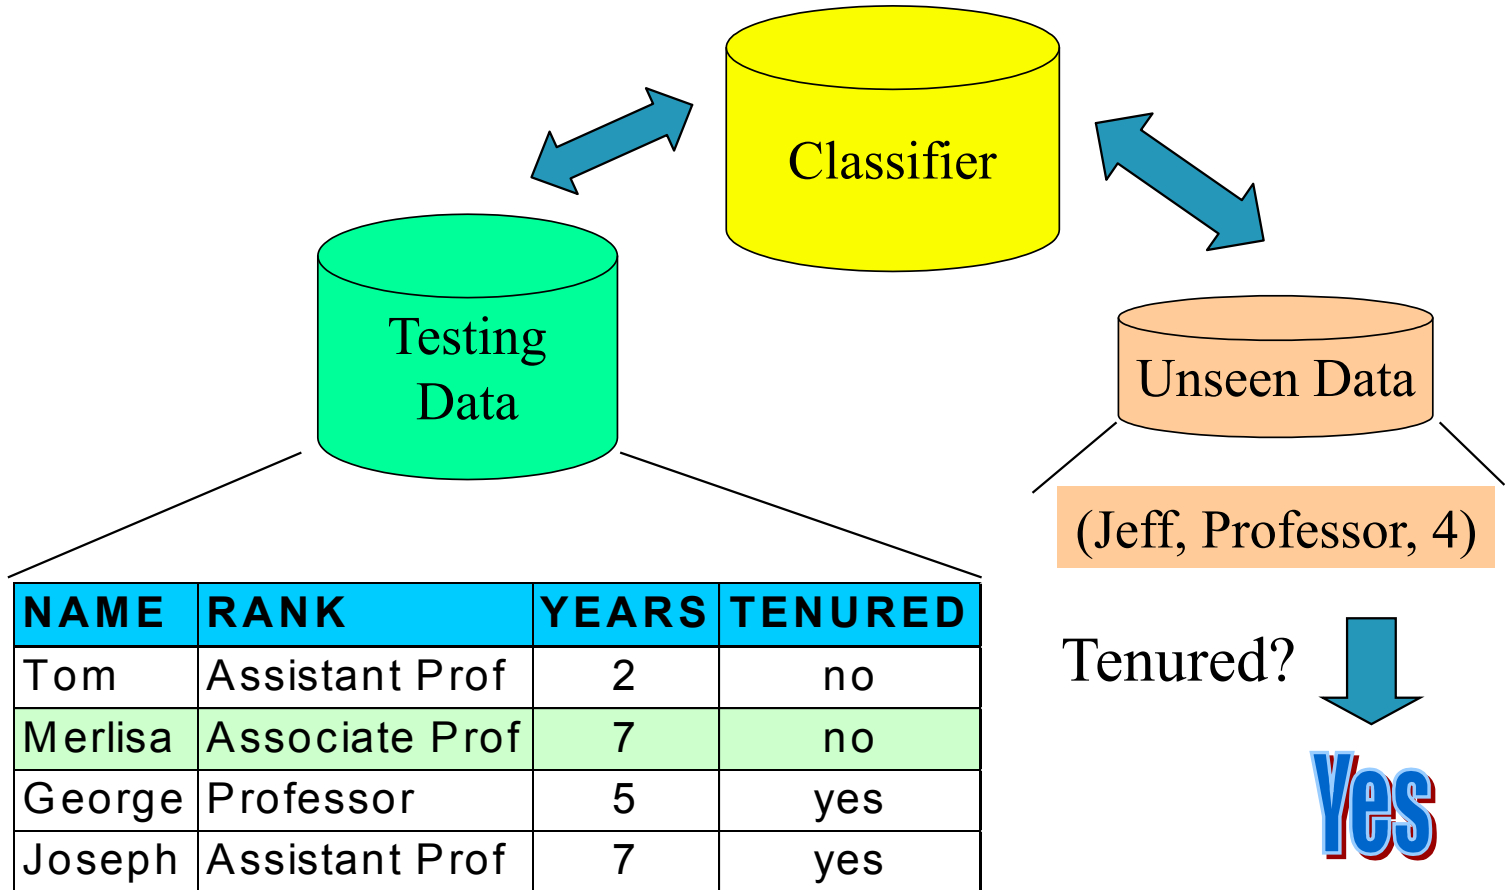 Classifier
Testing
Data
Unseen Data
(Jeff, Professor, 4)
NAME RANK YEARS TENURED
Tom Assistant Prof 2 no
Merlisa Associate Prof 7 no
George Professor 5 yes
Joseph Assistant Prof 7 yes
Tenured?
Yes